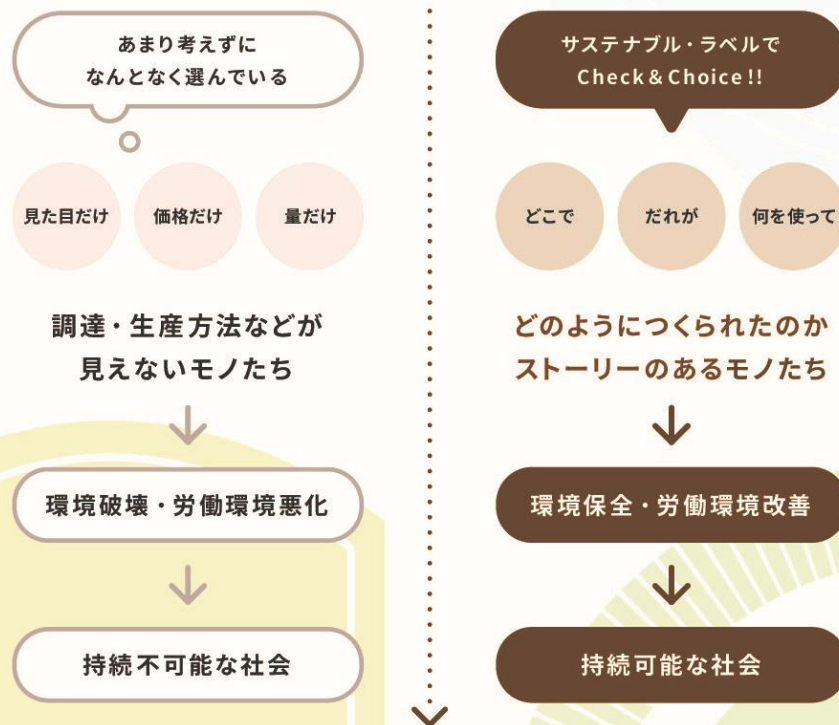 あまり考えずに
なんとなく選んでいる
見た目だけ
価格だけ
量だけ
調達・生産方法などが
見えないモノたち
環境破壊・労働環境悪化
持続不可能な社会
サステナブル・ラベルで
Check＆Choice!!
どこで
だれが
何を使って
どのようにつくられたのか
ストーリーのあるモノたち
環境保全・労働環境改善
持続可能な社会